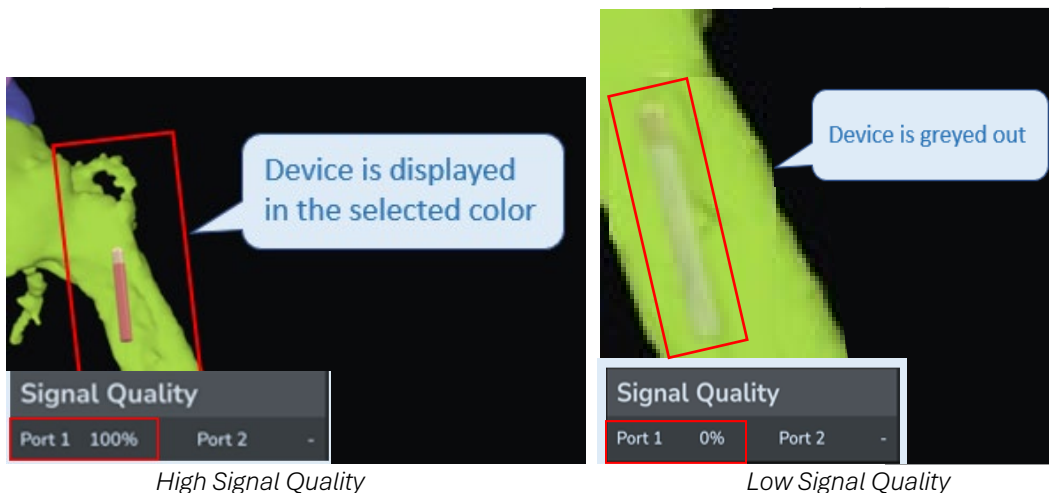 Device is displayed
in the selected color
Signal Quality
Port 1 100% Port 2 -
High Signal Quality
Device is greyed out
Signal Quality
Port 1 0% Port 2 -
Low Signal Quality